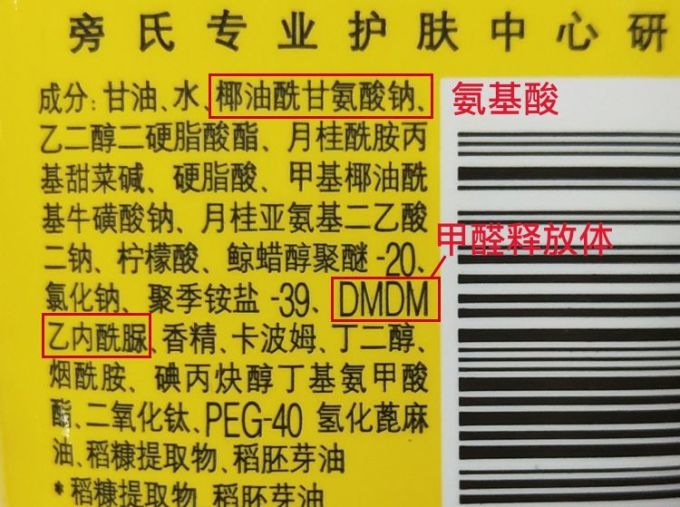 旁氏专业护肤中心研
成分:甘油、水、椰油酰甘氨酸钠、
氨基酸
乙二醇二硬脂酸酯、月桂酰胺丙
基甜菜碱、硬脂酸、甲基椰油酰
基牛磺酸钠、月桂亚氨基二乙酸
二钠、柠檬酸、鲸蜡醇聚醚-20、
甲醛释放体
氯化钠、聚季铵盐-39、DMDM
乙内酰脲、香精、卡波姆、丁二醇、
烟酰胺、碘丙炔醇丁基氨甲酸
酯、二氧化钛、PEG-40 氢化蓖麻
油、稻糠提取物、稻胚芽油
*稻糠提取物、稻胚芽油